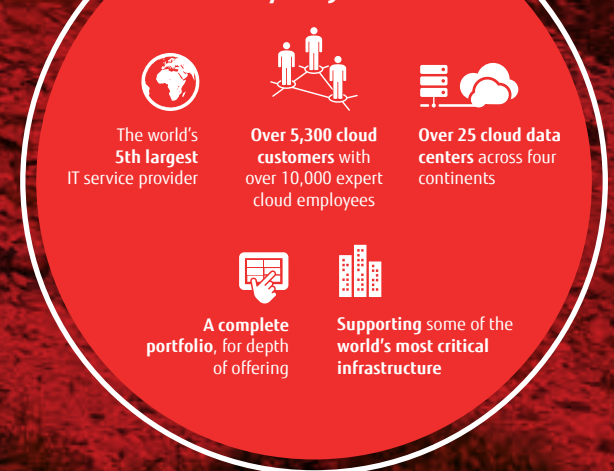 The world's
5th largest
IT service provider
Over 5,300 cloud
customers with
over 10,000 expert
cloud employees
Over 25 cloud data
centers across four
continents
A complete
portfolio, for depth
of offering
Supporting some of the
world's most critical
infrastructure